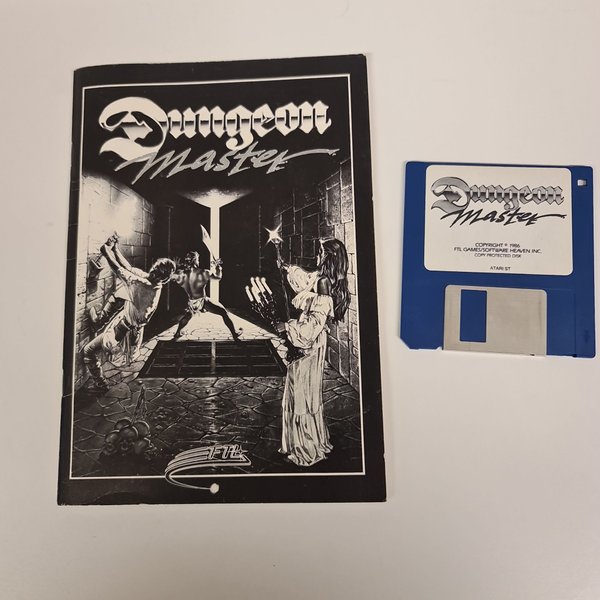 Dungeon
Master
FTL
Dungeon
Master
COPYRIGHT © 1986
FTL GAMES/SOFTWARE HEAVEN INC.
COPY PROTECTED DISK
ATARI ST